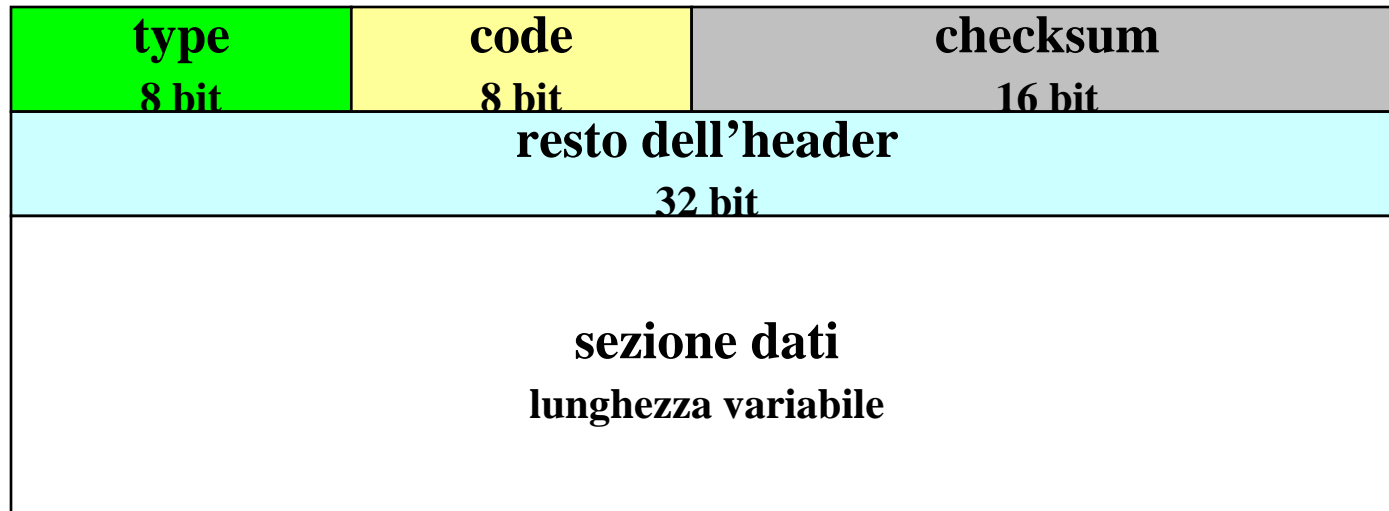 type code checksum
8 bit 8 bit 16 bit
resto dell’header
32 bit
sezione dati
lunghezza variabile